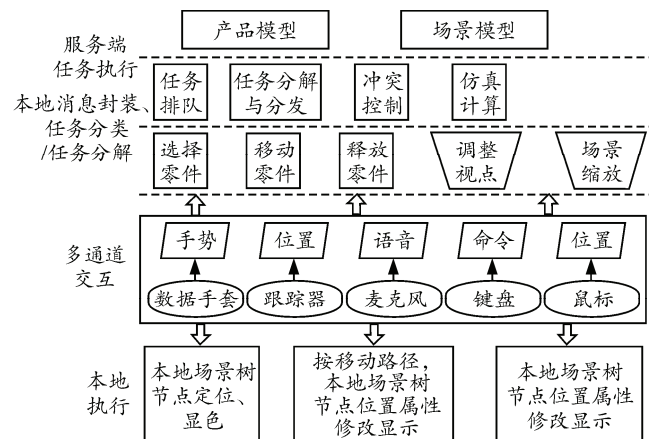 服务端
任务执行
产品模型
场景模型
任务
排队
任务分解
与分发
冲突
控制
仿真
计算
本地消息封装、
任务分类
/任务分解
选择
零件
移动
零件
释放
零件
调整
视点
场景
缩放
多通道
交互
手势
位置
语音
命令
位置
数据手套
跟踪器
麦克风
键盘
鼠标
本地
执行
本地场景树
节点定位、
显色
按移动路径,
本地场景树
节点位置属性
修改显示
本地场景树
节点位置属性
修改显示